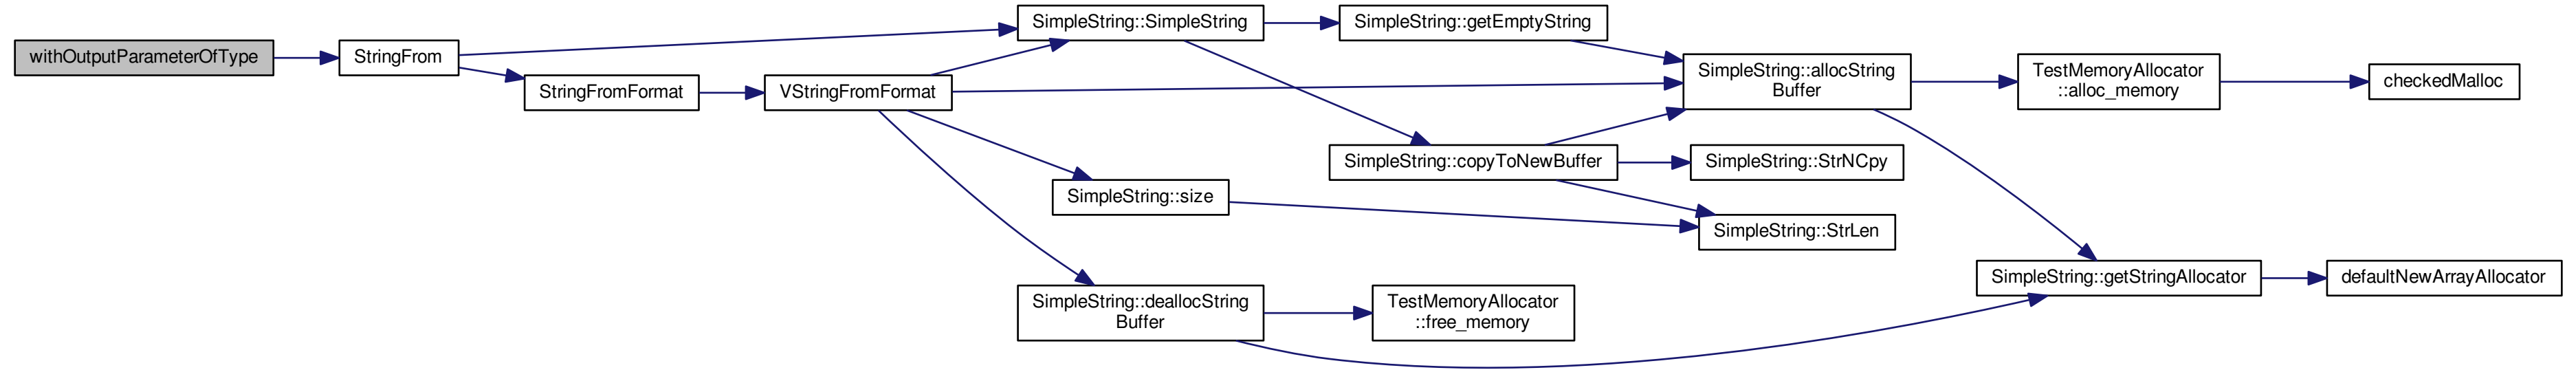 withOutputParameterOfType
StringFrom
StringFromFormat
VStringFromFormat
SimpleString::SimpleString
SimpleString::getEmptyString
SimpleString::allocString
Buffer
TestMemoryAllocator
::alloc_memory
checkedMalloc
SimpleString::copyToNewBuffer
SimpleString::StrNCpy
SimpleString::size
SimpleString::StrLen
SimpleString::getStringAllocator
defaultNewArrayAllocator
SimpleString::deallocString
Buffer
TestMemoryAllocator
::free_memory